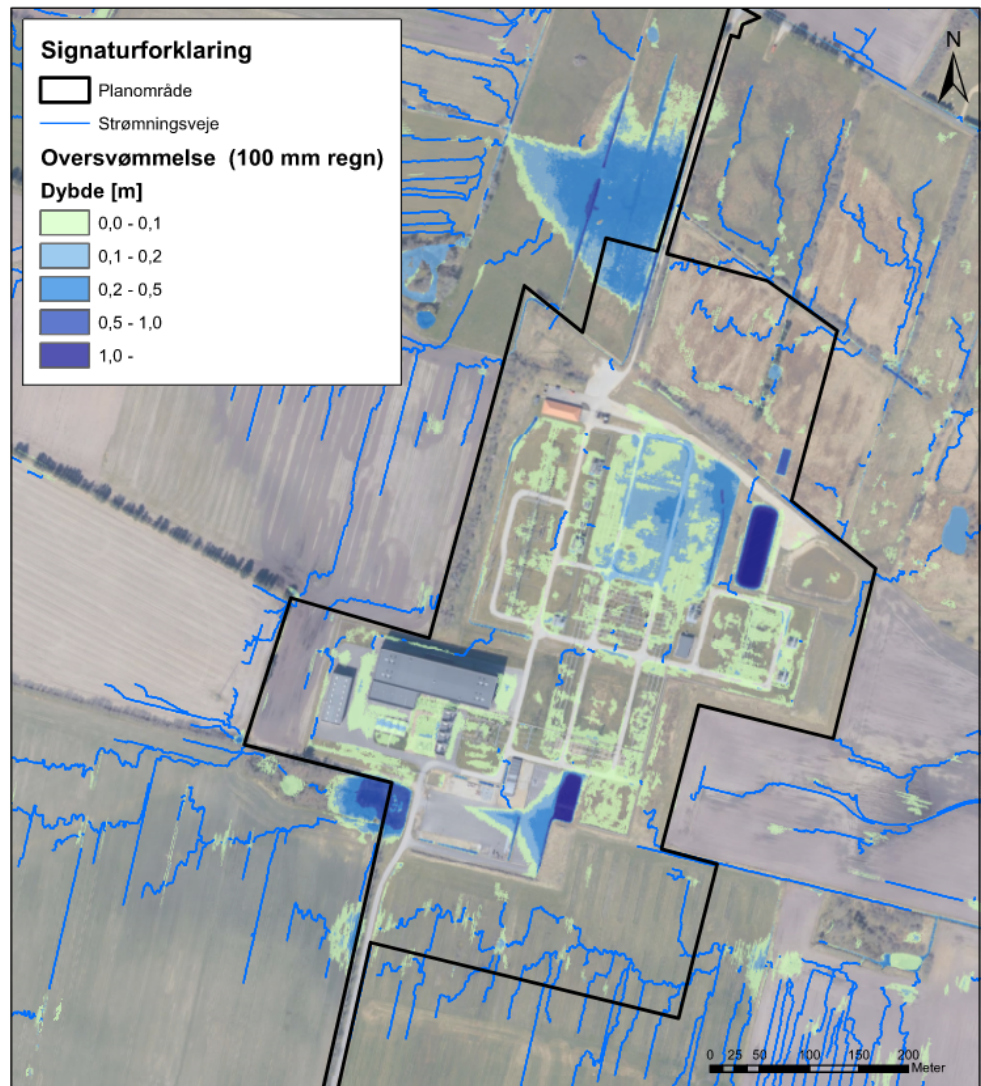 Signaturforklaring
Planområde
Strømningsveje
Oversvømmelse (100 mm regn)
Dybde [m]
0,0 - 0,1
0,1 - 0,2
0,2 - 0,5
0,5 - 1,0
1,0 -
N
0 25 50 100 150 200
Meter